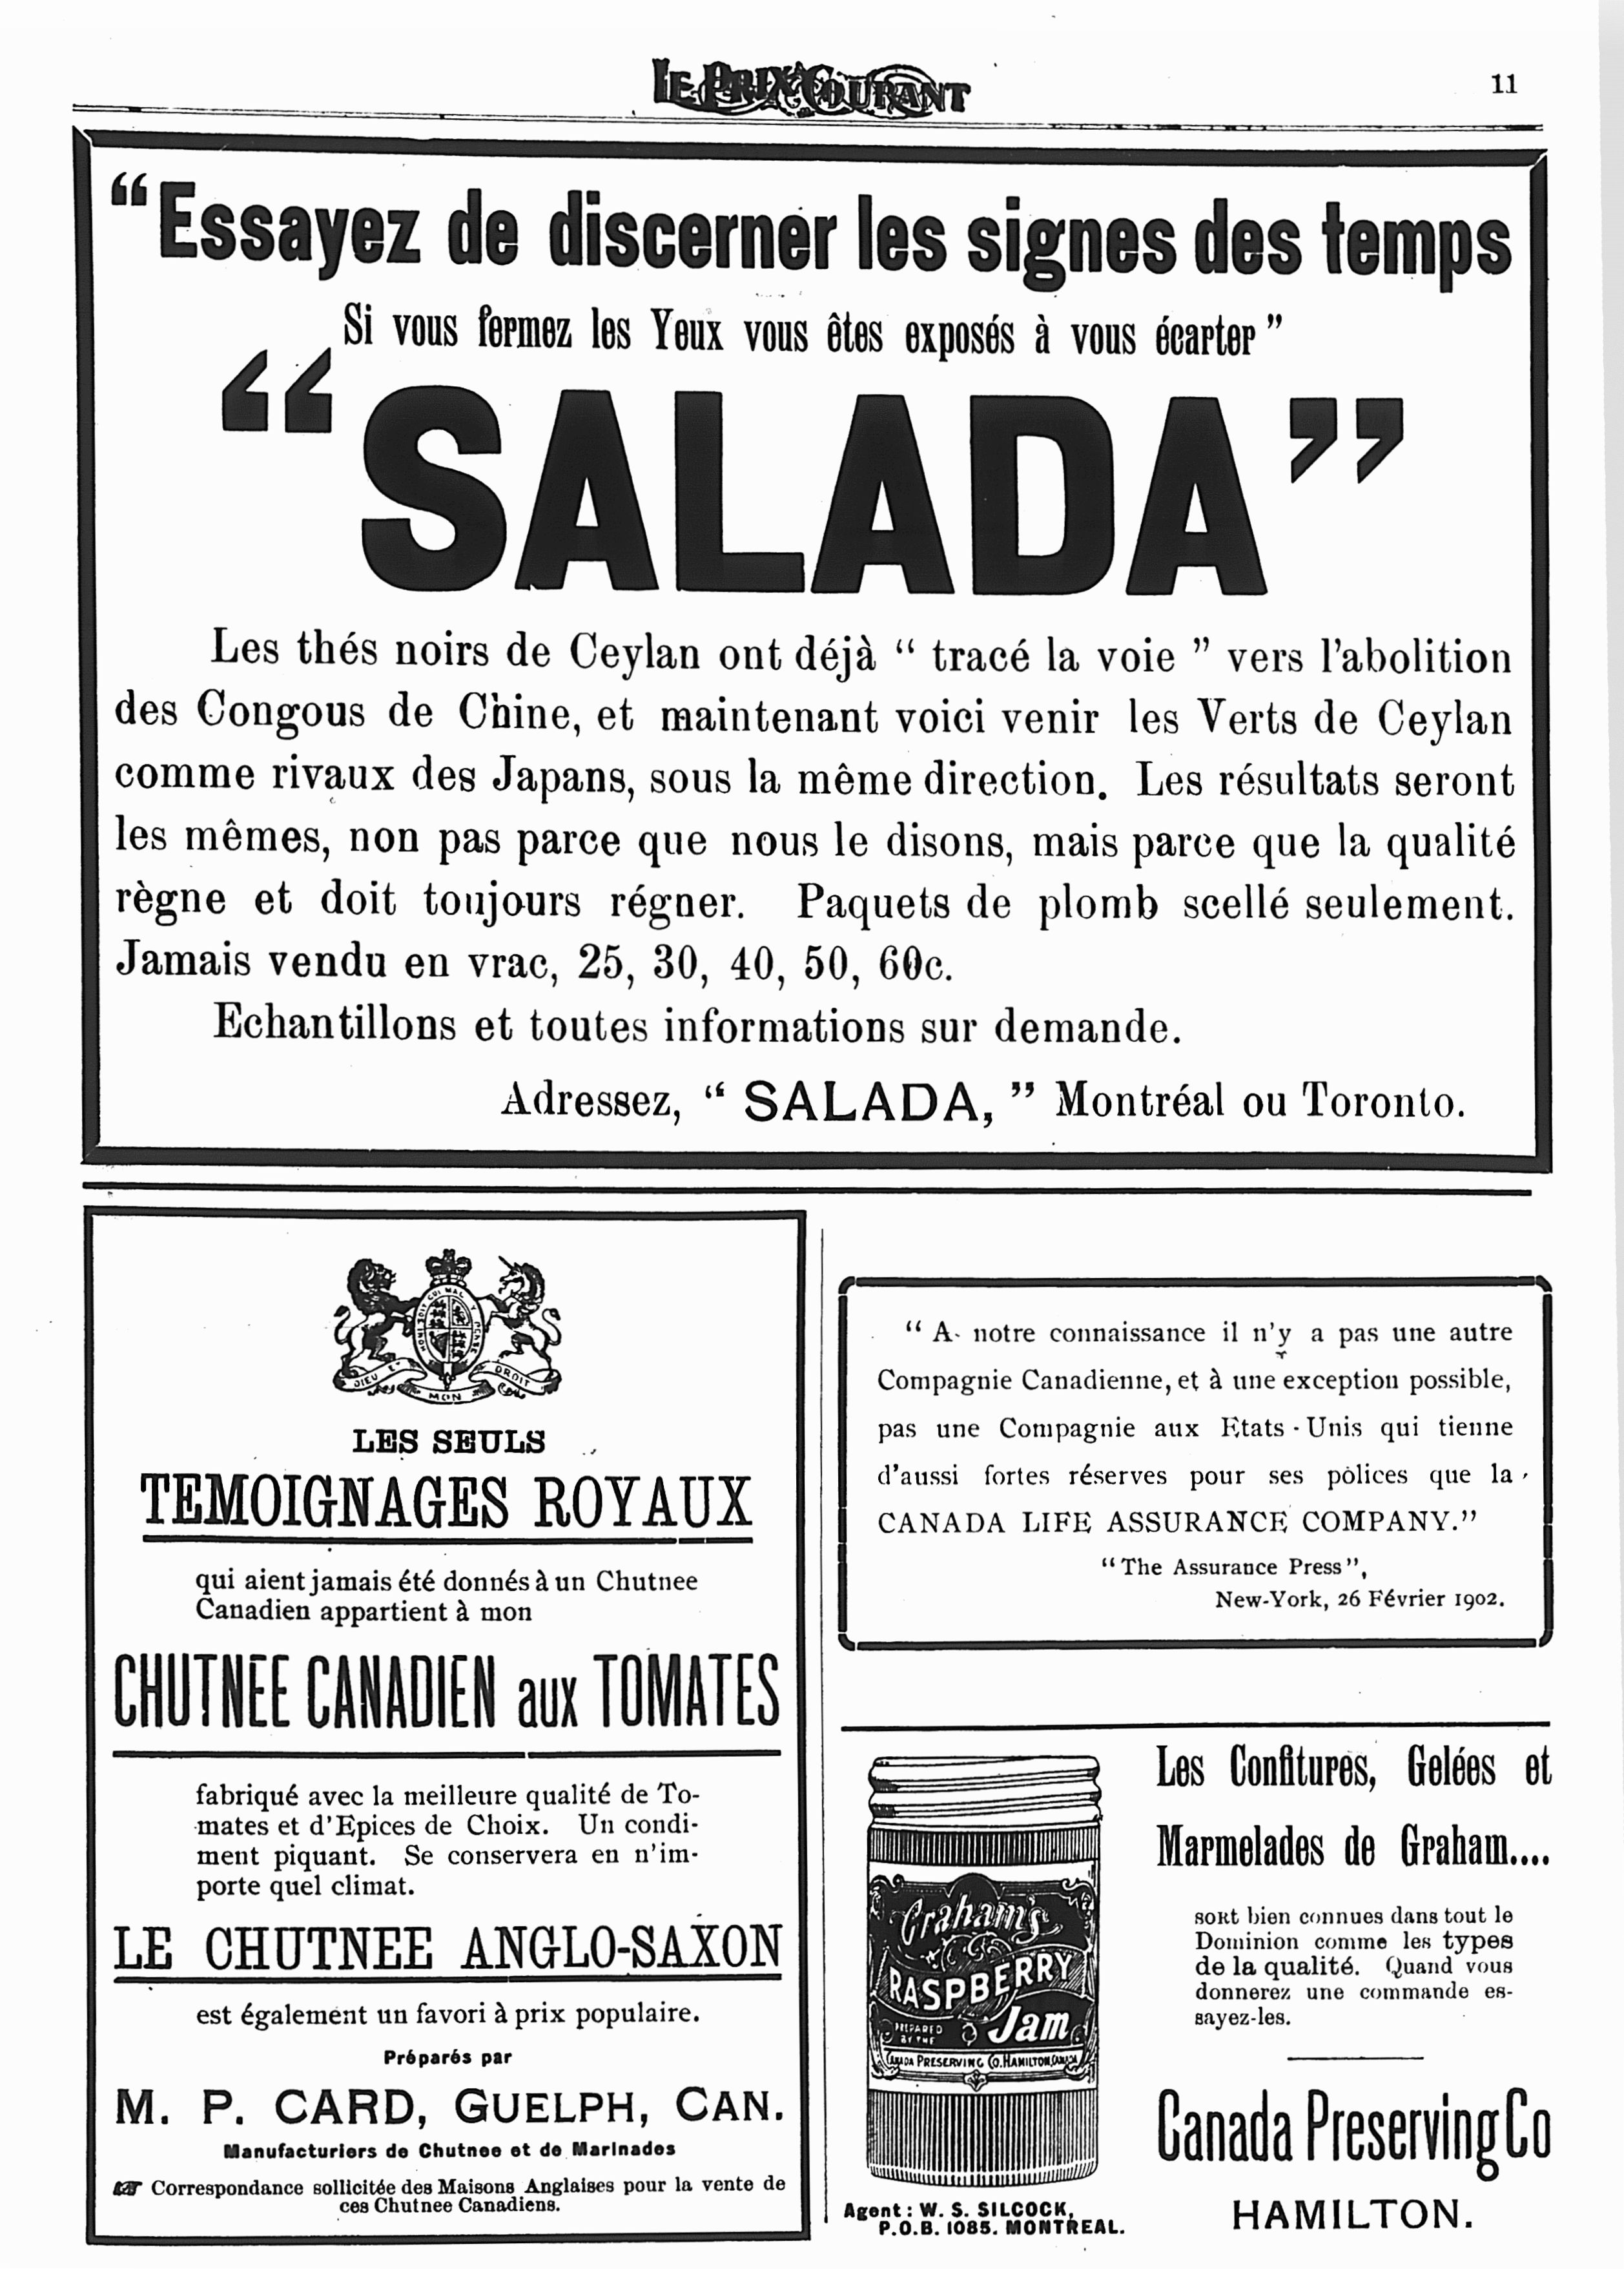 LE PRIX COURANT
11
“Essayez de discerner les signes des temps
Si vous fermez les Yeux vous êtes exposés à vous écarter”
“SALADA”
Les thés noirs de Ceylan ont déjà “ tracé la voie ” vers l’abolition
des Congous de Chine, et maintenant voici venir les Verts de Ceylan
comme rivaux des Japans, sous la même direction. Les résultats seront
les mêmes, non pas parce que nous le disons, mais parce que la qualité
règne et doit toujours régner. Paquets de plomb scellé seulement.
Jamais vendu en vrac, 25, 30, 40, 50, 60c.
Echantillons et toutes informations sur demande.
Adressez, “ SALADA, ” Montréal ou Toronto.
HONI SOIT QUI MAL Y PENSE
DIEU ET MON DROIT
LES SEULS
TEMOIGNAGES ROYAUX
qui aient jamais été donnés à un Chutnee
Canadien appartient à mon
CHUTNEE CANADIEN aux TOMATES
fabriqué avec la meilleure qualité de To-
mates et d’Epices de Choix. Un condi-
ment piquant. Se conservera en n’im-
porte quel climat.
LE CHUTNEE ANGLO-SAXON
est également un favori à prix populaire.
Préparés par
M. P. CARD, GUELPH, CAN.
Manufacturiers de Chutnee et de Marinades
☞ Correspondance sollicitée des Maisons Anglaises pour la vente de
ces Chutnee Canadiens.
“ A notre connaissance il n’y a pas une autre
Compagnie Canadienne, et à une exception possible,
pas une Compagnie aux Etats-Unis qui tienne
d’aussi fortes réserves pour ses polices que la
CANADA LIFE ASSURANCE COMPANY.”
“The Assurance Press”,
New-York, 26 Février 1902.
Graham's
RASPBERRY
Jam
PREPARED
BY THE
CANADA PRESERVING CO. HAMILTON, CANADA
Agent : W. S. SILCOCK,
P.O.B. 1085. MONTREAL.
Les Confitures, Gelées et
Marmelades de Graham....
sont bien connues dans tout le
Dominion comme les types
de la qualité. Quand vous
donnerez une commande es-
sayez-les.
Canada Preserving Co
HAMILTON.